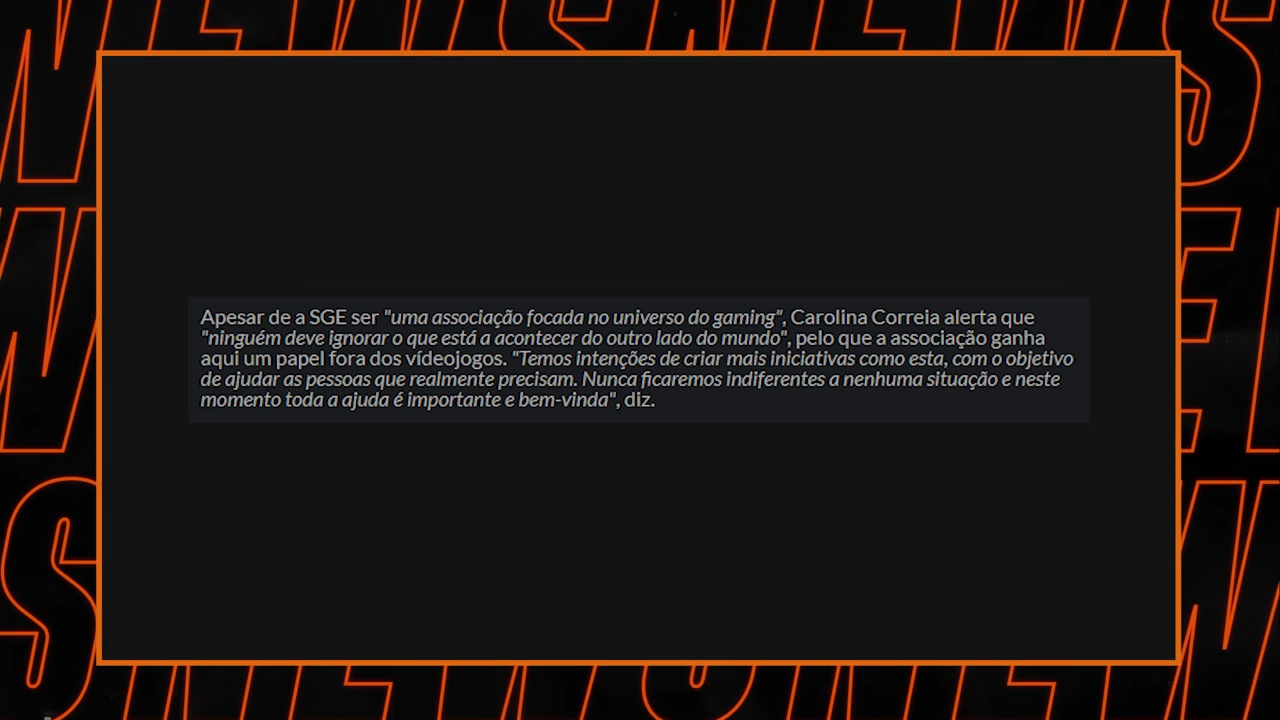 Apesar de a SGE ser "uma associação focada no universo do gaming", Carolina Correia alerta que
"ninguém deve ignorar o que está a acontecer do outro lado do mundo", pelo que a associação ganha
aqui um papel fora dos vídeojogos. "Temos intenções de criar mais iniciativas como esta, com o objetivo
de ajudar as pessoas que realmente precisam. Nunca ficaremos indiferentes a nenhuma situação e neste
momento toda a ajuda é importante e bem-vinda", diz.